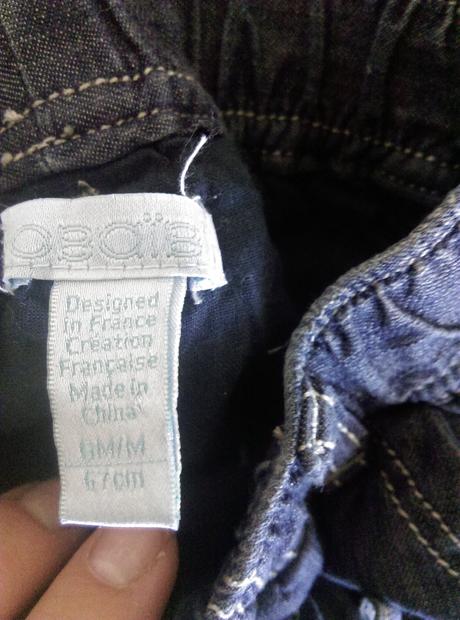 obaïbi
Designed
in France
Création
Française
Made in
China
6M/M
67cm